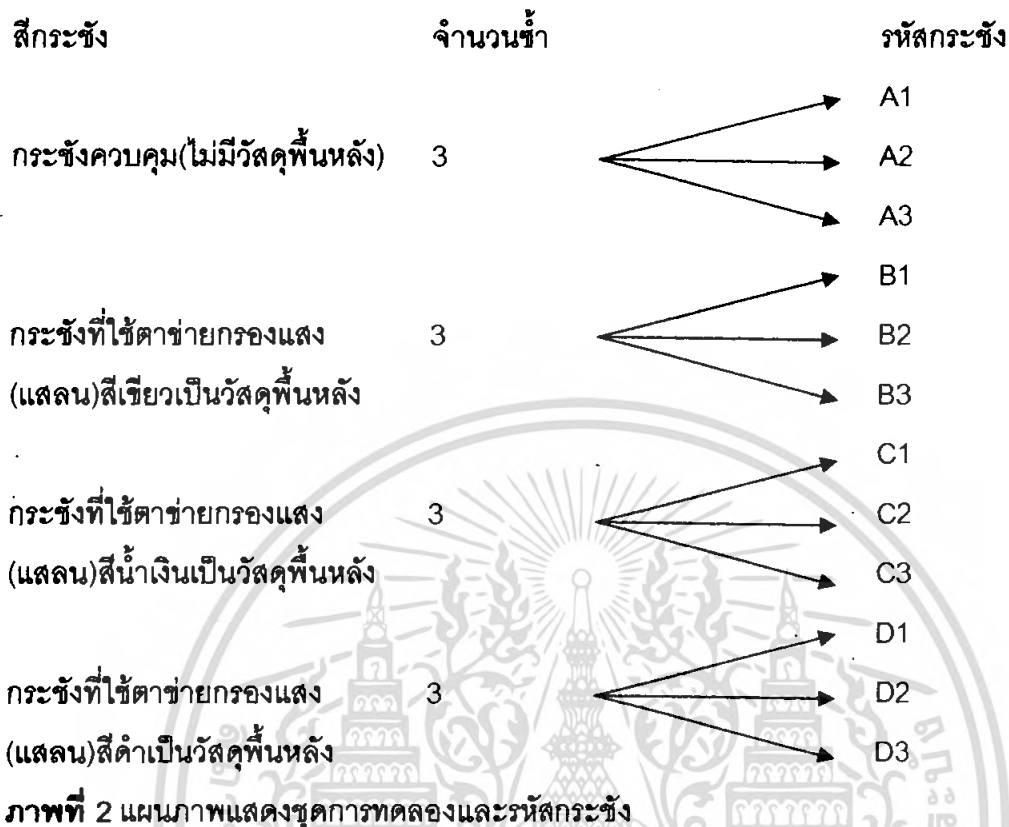 สีกระชัง จำนวนซ้ำ รหัสกระชัง
A1
กระชังควบคุม(ไม่มีวัสดุพื้นหลัง) 3 A2
A3
B1
กระชังที่ใช้ตาข่ายกรองแสง 3 B2
(แสลน)สีเขียวเป็นวัสดุพื้นหลัง B3
C1
กระชังที่ใช้ตาข่ายกรองแสง 3 C2
(แสลน)สีน้ำเงินเป็นวัสดุพื้นหลัง C3
D1
กระชังที่ใช้ตาข่ายกรองแสง 3 D2
(แสลน)สีดำเป็นวัสดุพื้นหลัง D3
ภาพที่ 2 แผนภาพแสดงชุดการทดลองและรหัสกระชัง